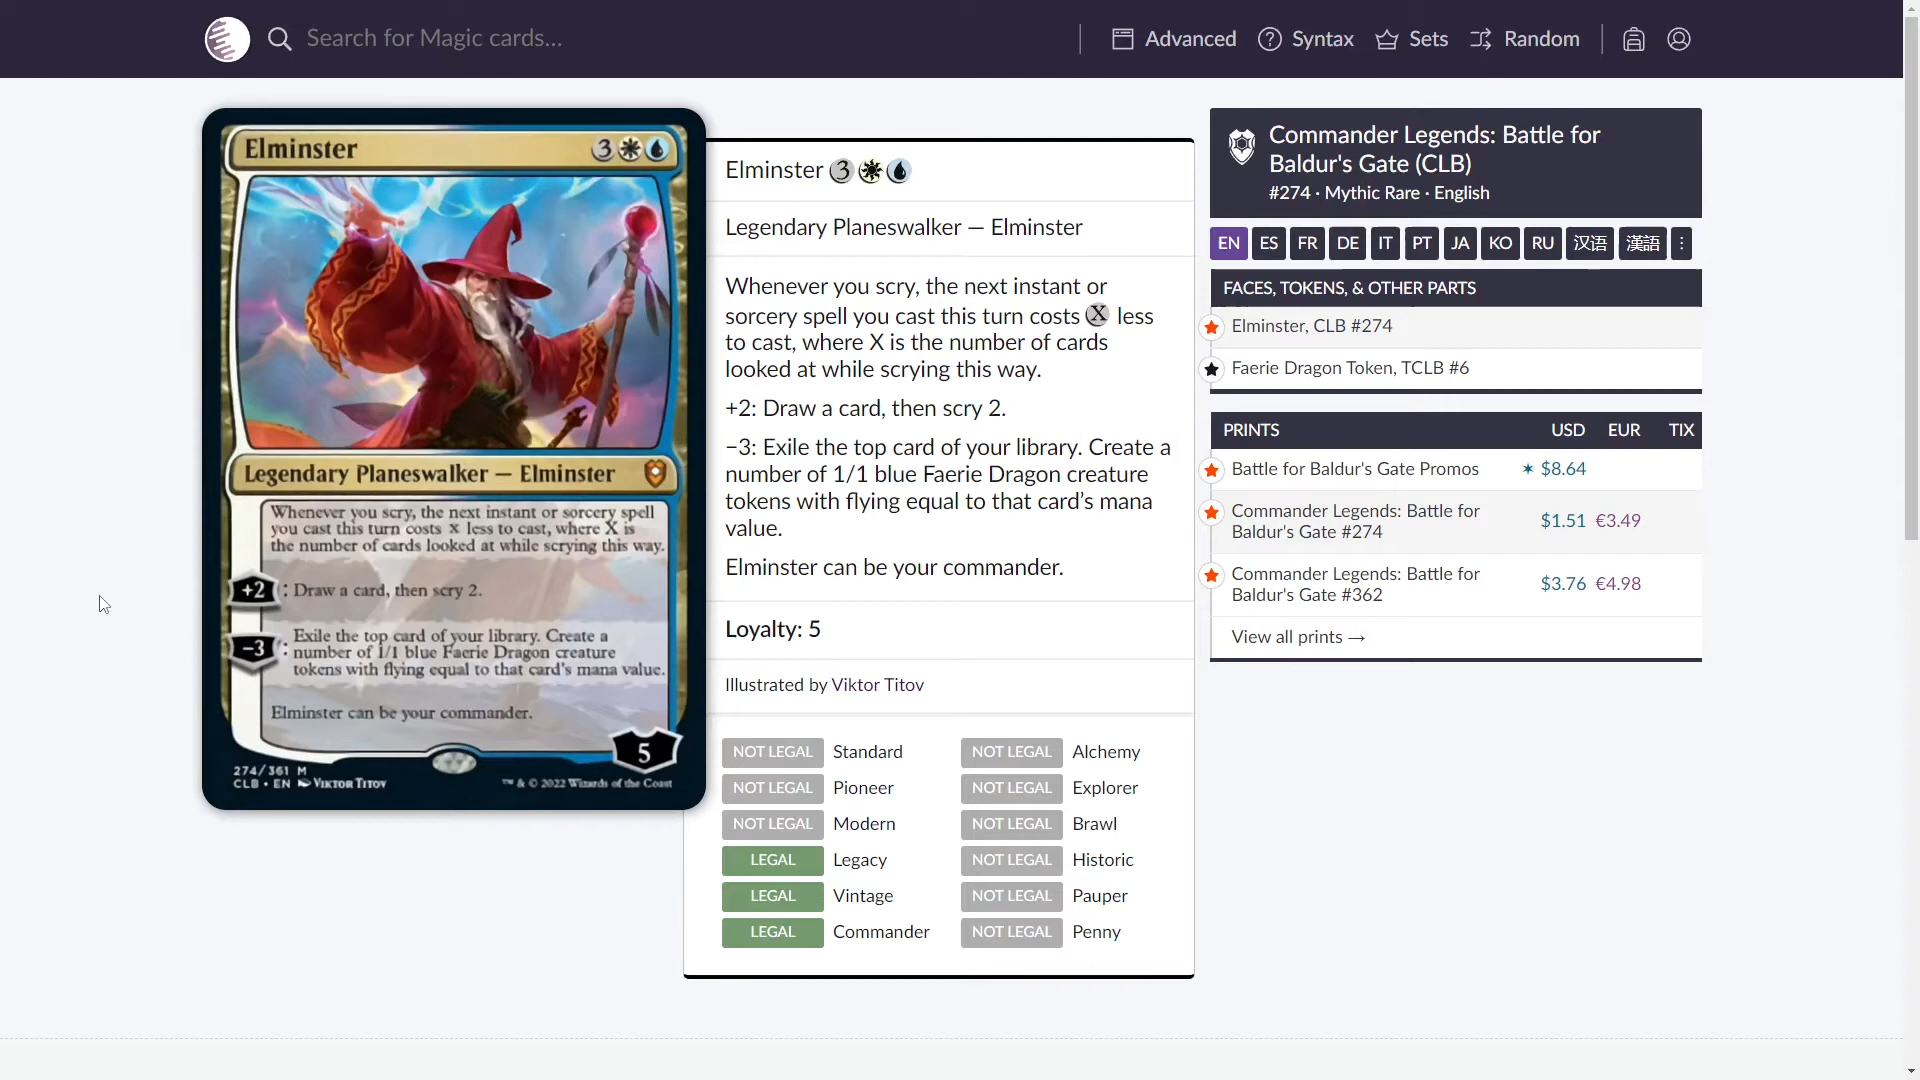 Search for Magic cards...
Advanced
Syntax
Sets
Random
Elminster 3
Legendary Planeswalker — Elminster
Whenever you scry, the next instant or sorcery spell
you cast this turn costs X less to cast, where X is
the number of cards looked at while scrying this way.
+2 : Draw a card, then scry 2.
−3 : Exile the top card of your library. Create a
number of 1/1 blue Faerie Dragon creature
tokens with flying equal to that card's mana value.
Elminster can be your commander.
5
274/361 M
CLB • EN Viktor Titov
™ & © 2022 Wizards of the Coast
Elminster 3
Legendary Planeswalker — Elminster
Whenever you scry, the next instant or
sorcery spell you cast this turn costs X less
to cast, where X is the number of cards
looked at while scrying this way.
+2: Draw a card, then scry 2.
−3: Exile the top card of your library. Create a
number of 1/1 blue Faerie Dragon creature
tokens with flying equal to that card’s mana
value.
Elminster can be your commander.
Loyalty: 5
Illustrated by Viktor Titov
NOT LEGAL Standard NOT LEGAL Alchemy
NOT LEGAL Pioneer NOT LEGAL Explorer
NOT LEGAL Modern NOT LEGAL Brawl
LEGAL Legacy NOT LEGAL Historic
LEGAL Vintage NOT LEGAL Pauper
LEGAL Commander NOT LEGAL Penny
Commander Legends: Battle for
Baldur's Gate (CLB)
#274 · Mythic Rare · English
EN ES FR DE IT PT JA KO RU 汉语 漢語
FACES, TOKENS, & OTHER PARTS
Elminster, CLB #274
Faerie Dragon Token, TCLB #6
PRINTS USD EUR TIX
Battle for Baldur's Gate Promos $8.64
Commander Legends: Battle for
Baldur's Gate #274 $1.51 €3.49
Commander Legends: Battle for
Baldur's Gate #362 $3.76 €4.98
View all prints →